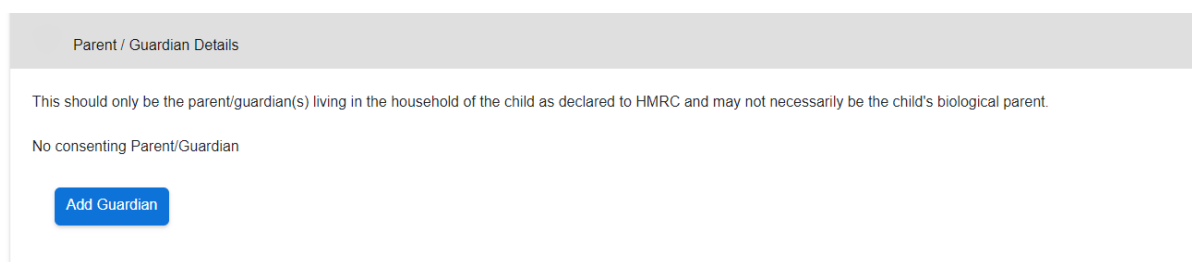 Parent / Guardian Details
This should only be the parent/guardian(s) living in the household of the child as declared to HMRC and may not necessarily be the child's biological parent.
No consenting Parent/Guardian
Add Guardian